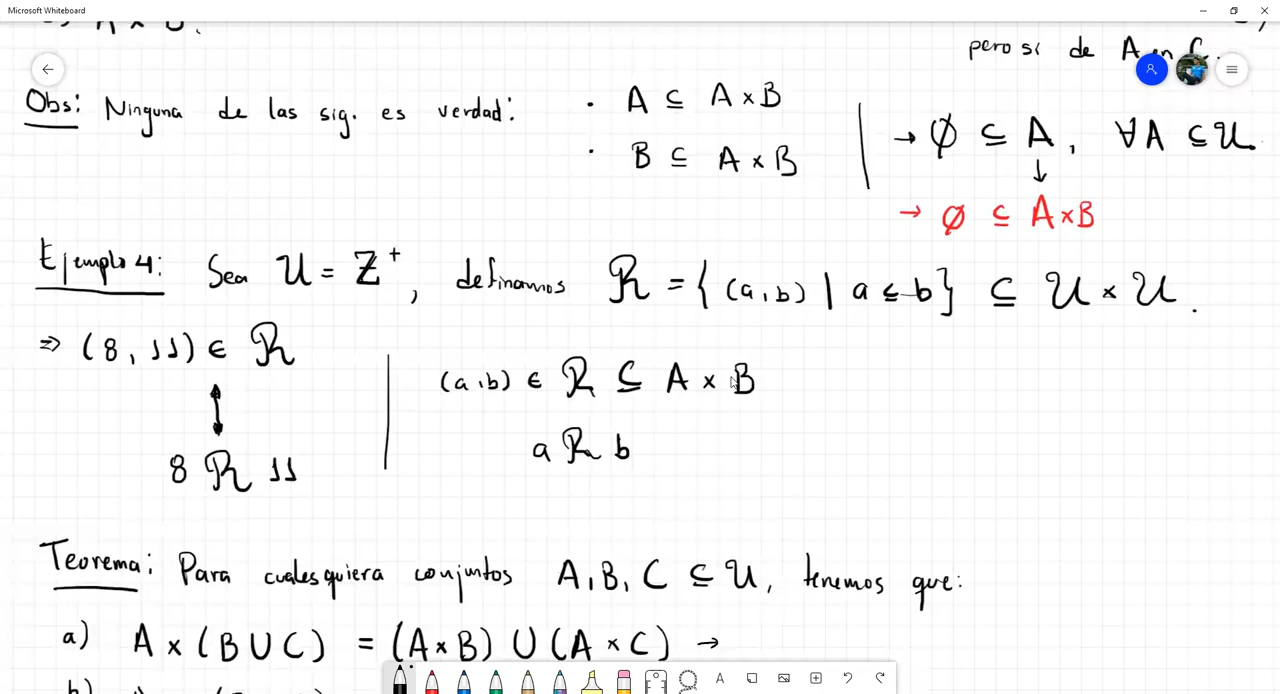 Microsoft Whiteboard
pero sí de A en C.
Obs: Ninguna de las sig. es verdad: · A ⊆ A × B
· B ⊆ A × B
→ ∅ ⊆ A, ∀A ⊆ U.
↓
→ ∅ ⊆ A×B
Ejemplo 4: Sea U = Z⁺, definamos R = { (a,b) | a ≤ b} ⊆ U × U.
⇒ (8, 11) ∈ R
↕
8 R 11
(a,b) ∈ R ⊆ A × B
a R b
Teorema: Para cualesquiera conjuntos A, B, C ⊆ U, tenemos que:
a) A × (B ∪ C) = (A×B) ∪ (A × C) →